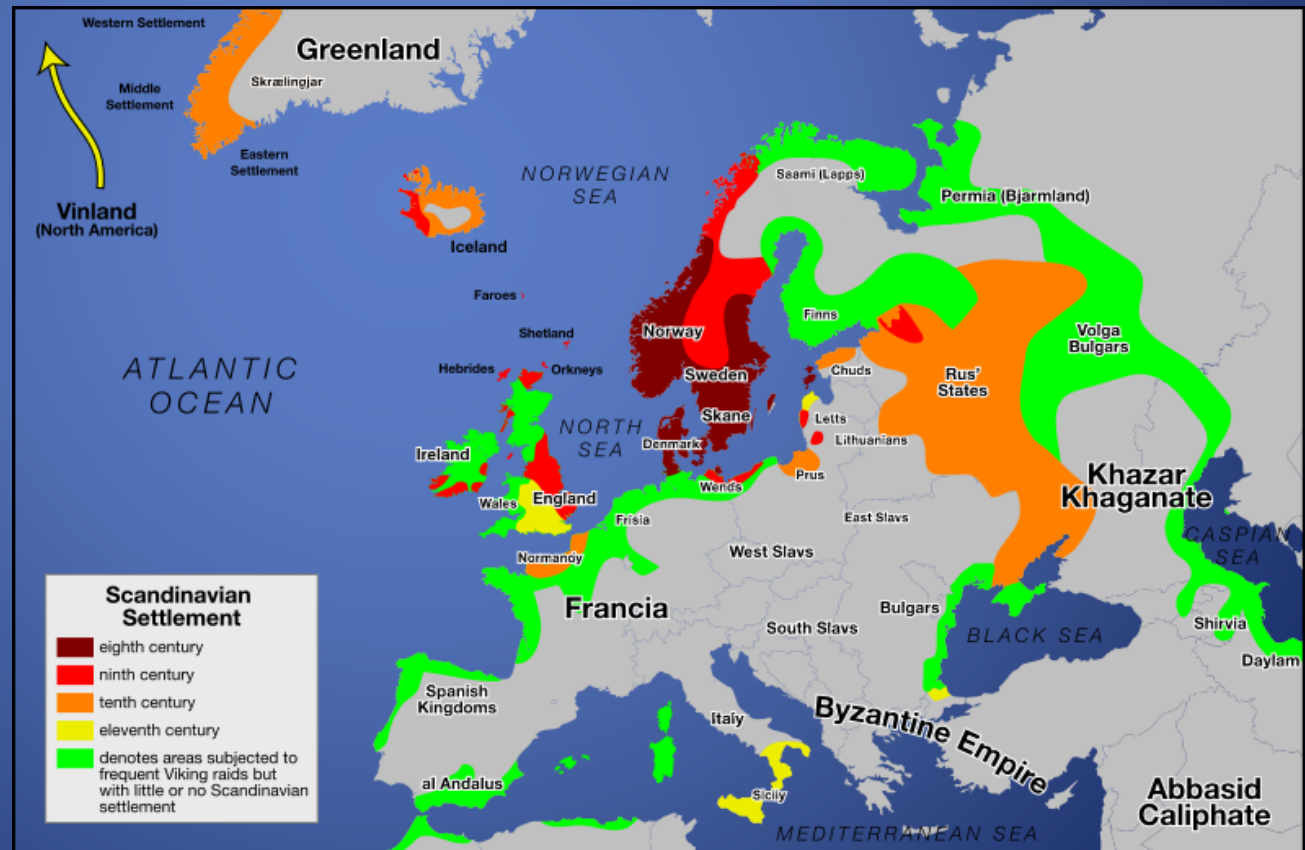 Western Settlement
Greenland
Skrælingjar
Middle
Settlement
Eastern
Settlement
Vinland
(North America)
NORWEGIAN
SEA
Saami (Lapps)
Permia (Bjarmland)
Iceland
Faroes
Shetland
Hebrides
Orkneys
Norway
Finns
Volga
Bulgars
ATLANTIC
OCEAN
Sweden
Chuds
Rus'
States
Skane
NORTH
SEA
Denmark
Letts
Lithuanians
Ireland
Wales
England
Wends
Prus
Khazar
Khaganate
Frisia
East Slavs
CASPIAN
SEA
Normandy
West Slavs
Francia
Bulgars
South Slavs
BLACK SEA
Shirvia
Daylam
Scandinavian
Settlement
eighth century
ninth century
tenth century
eleventh century
denotes areas subjected to
frequent Viking raids but
with little or no Scandinavian
settlement
Spanish
Kingdoms
Italy
Byzantine Empire
al Andalus
Sicily
Abbasid
Caliphate
MEDITERRANEAN SEA